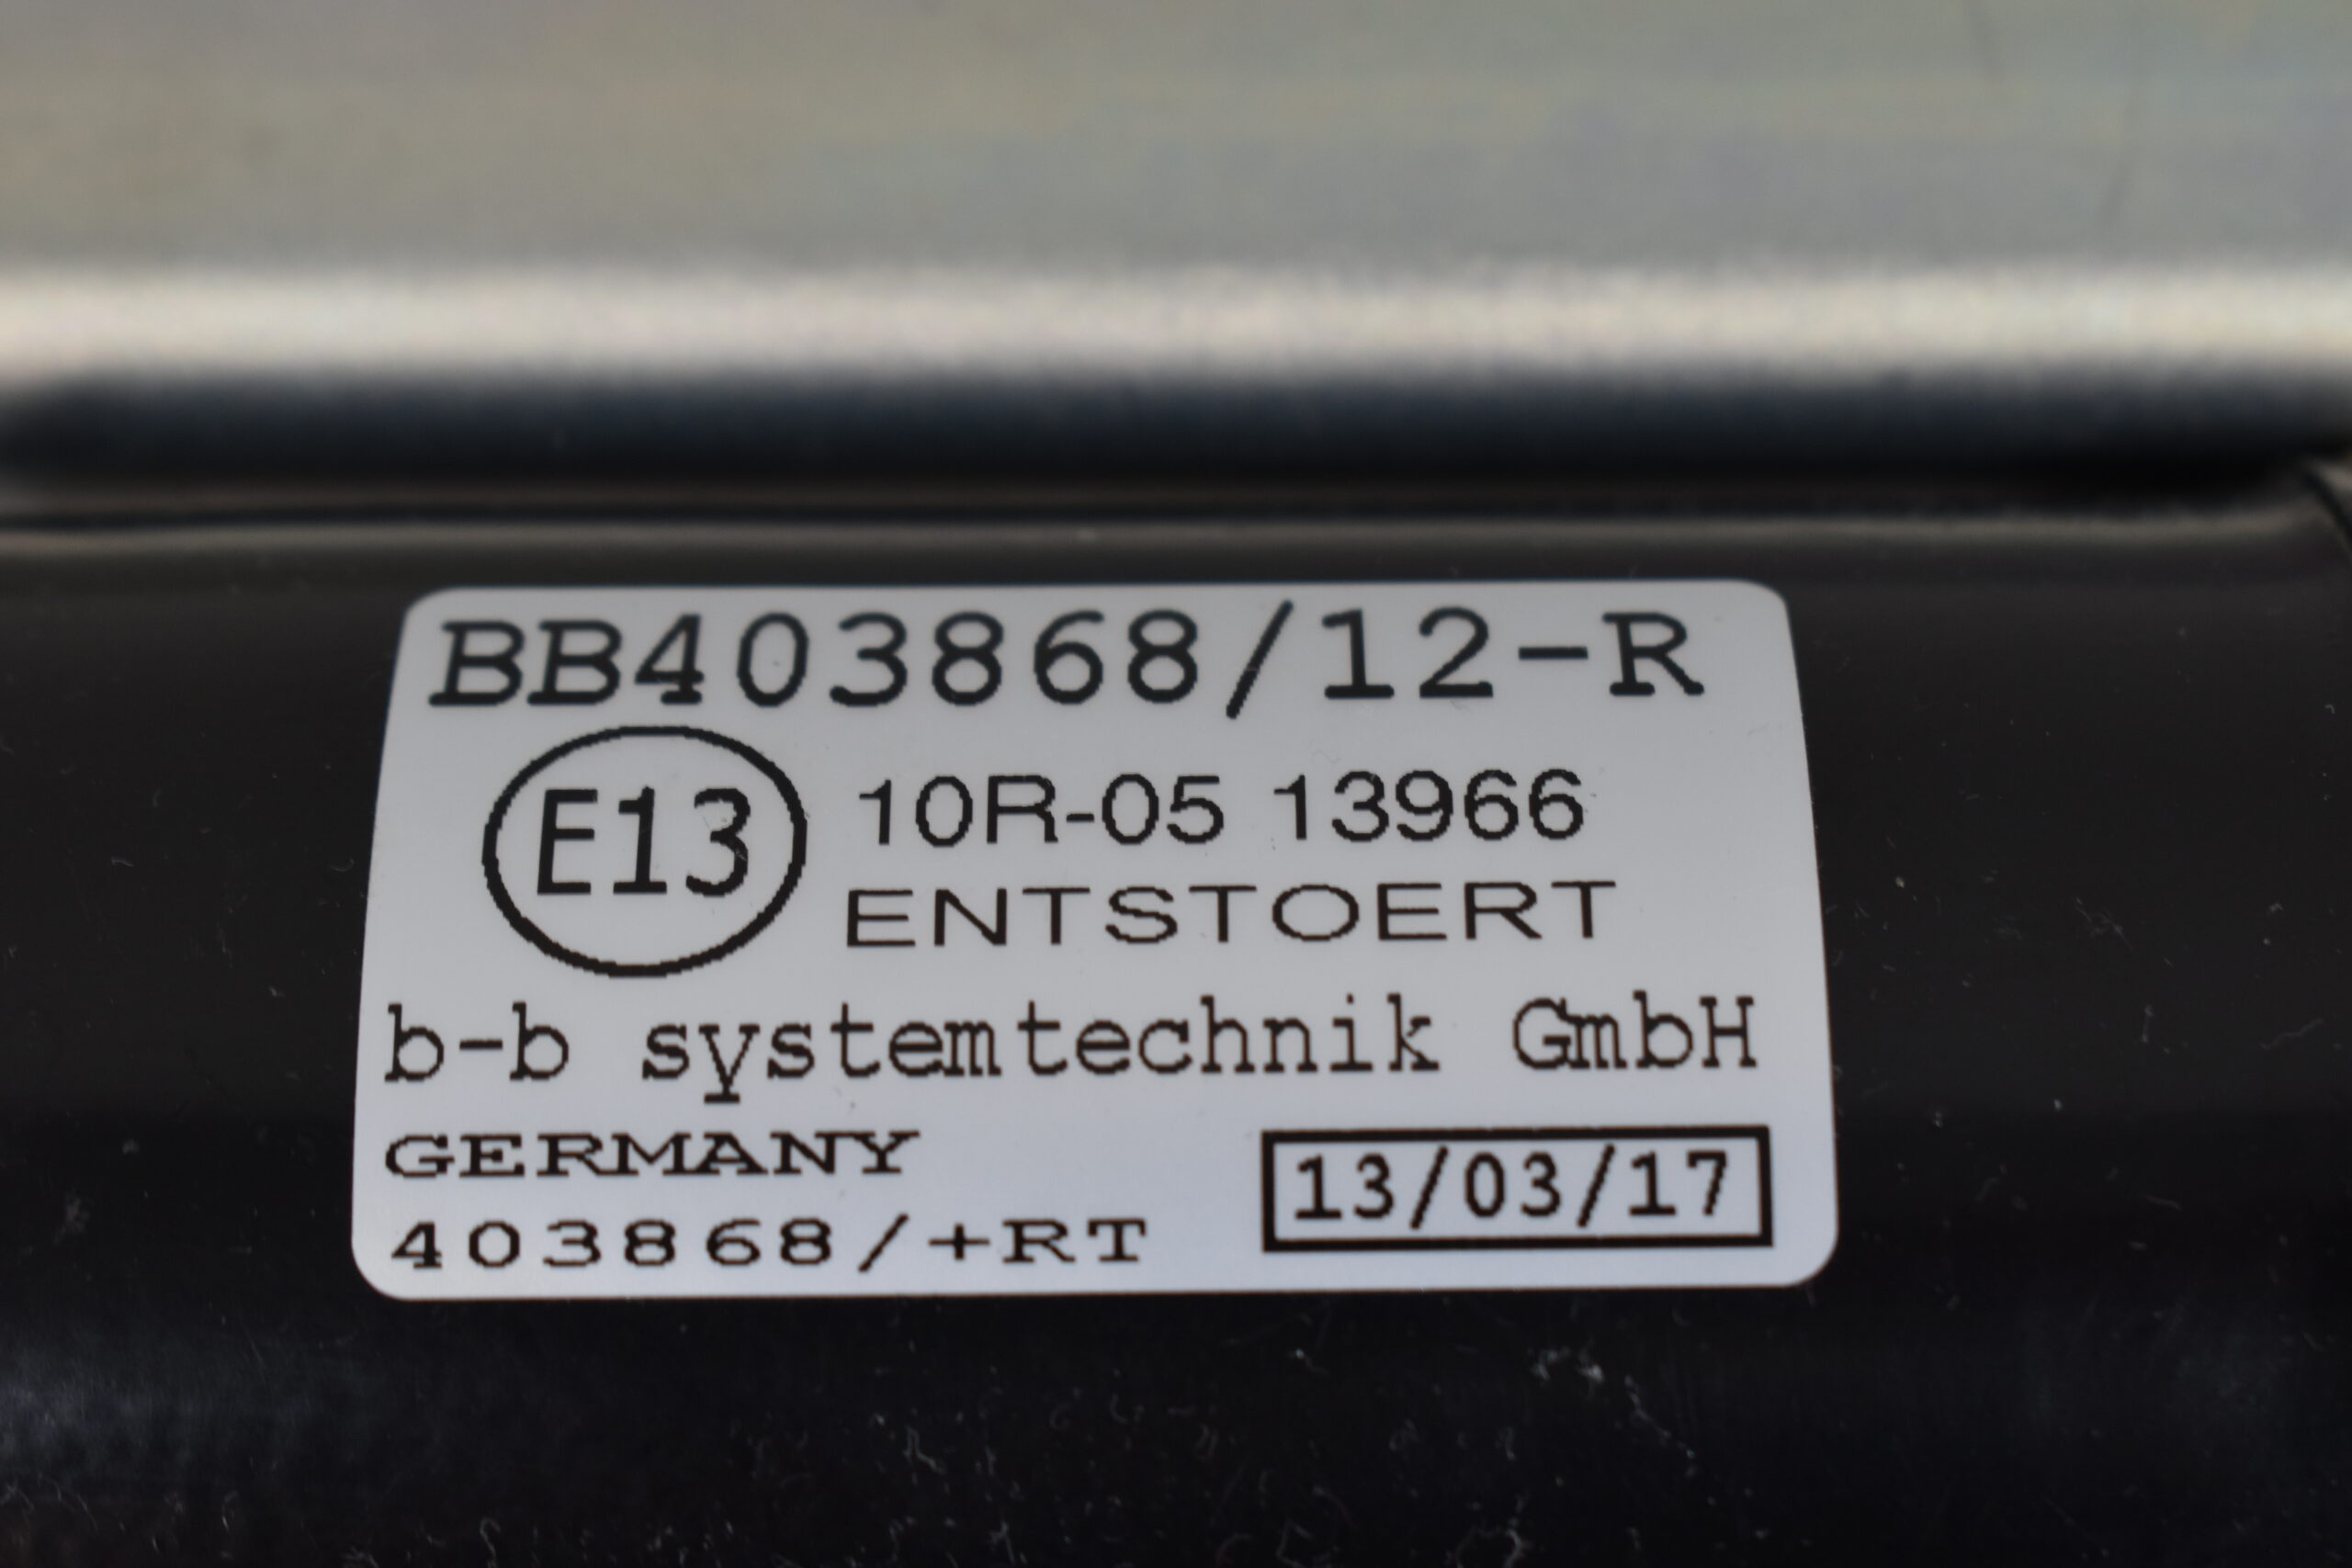 BB403868/12-R
E13
10R-05 13966
ENTSTOERT
b-b systemtechnik GmbH
GERMANY
13/03/17
403868/+RT